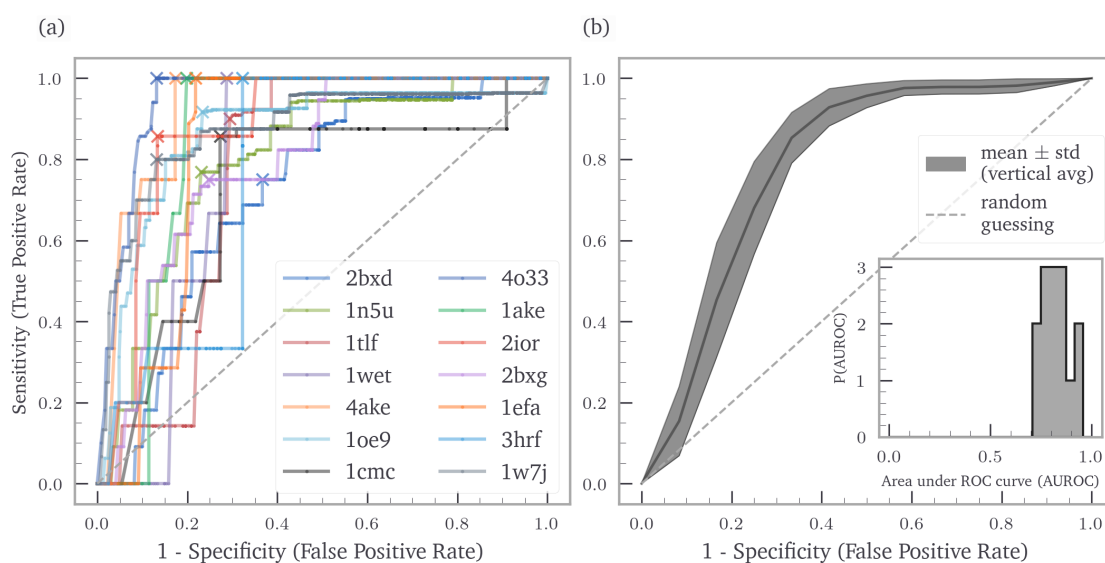 (a)
(b)
Sensitivity (True Positive Rate)
1.0
0.8
0.6
0.4
0.2
0.0
2bxd
4o33
1n5u
1ake
1tlf
2ior
1wet
2bxg
4ake
1efa
1oe9
3hrf
1cmc
1w7j
0.0
0.2
0.4
0.6
0.8
1.0
1 - Specificity (False Positive Rate)
1.0
0.8
0.6
0.4
0.2
0.0
mean ± std
(vertical avg)
random
guessing
P(AUROC)
3
2
1
0
0.0
0.5
1.0
Area under ROC curve (AUROC)
0.0
0.2
0.4
0.6
0.8
1.0
1 - Specificity (False Positive Rate)